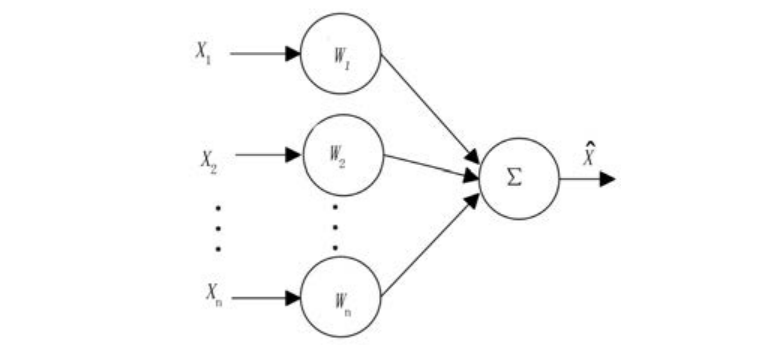 X₁ W₁
X̂
X₂ W₂ Σ
Xₙ Wₙ